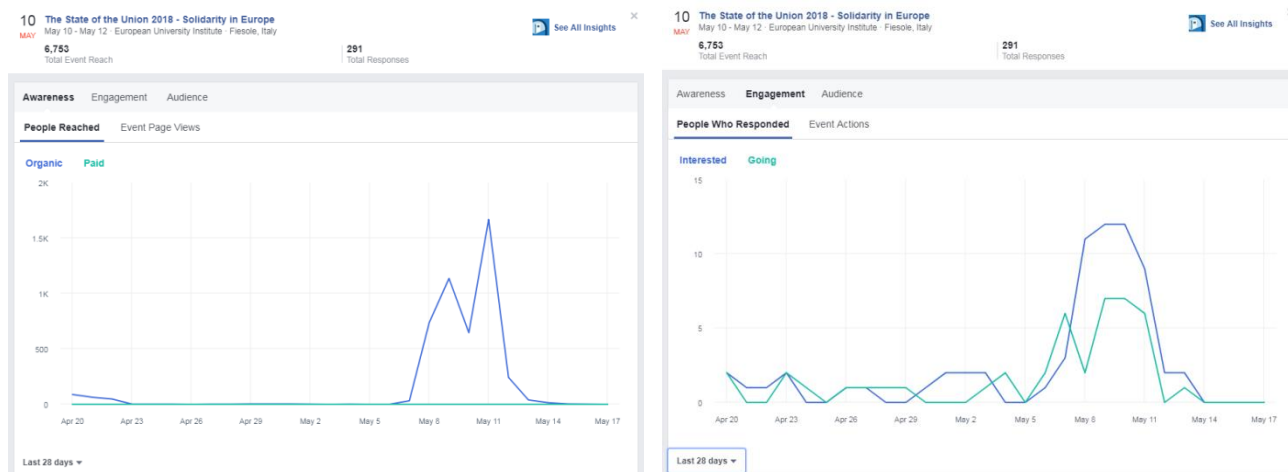 10 The State of the Union 2018 - Solidarity in Europe
MAY May 10 - May 12 · European University Institute · Fiesole, Italy
See All Insights
6,753 291
Total Event Reach Total Responses
Awareness Engagement Audience
People Reached Event Page Views
Organic Paid
2K
1.5K
1K
500
0
Apr 20 Apr 23 Apr 26 Apr 29 May 2 May 5 May 8 May 11 May 14 May 17
Last 28 days
10 The State of the Union 2018 - Solidarity in Europe
MAY May 10 - May 12 · European University Institute · Fiesole, Italy
See All Insights
6,753 291
Total Event Reach Total Responses
Awareness Engagement Audience
People Who Responded Event Actions
Interested Going
15
10
5
0
Apr 20 Apr 23 Apr 26 Apr 29 May 2 May 5 May 8 May 11 May 14 May 17
Last 28 days